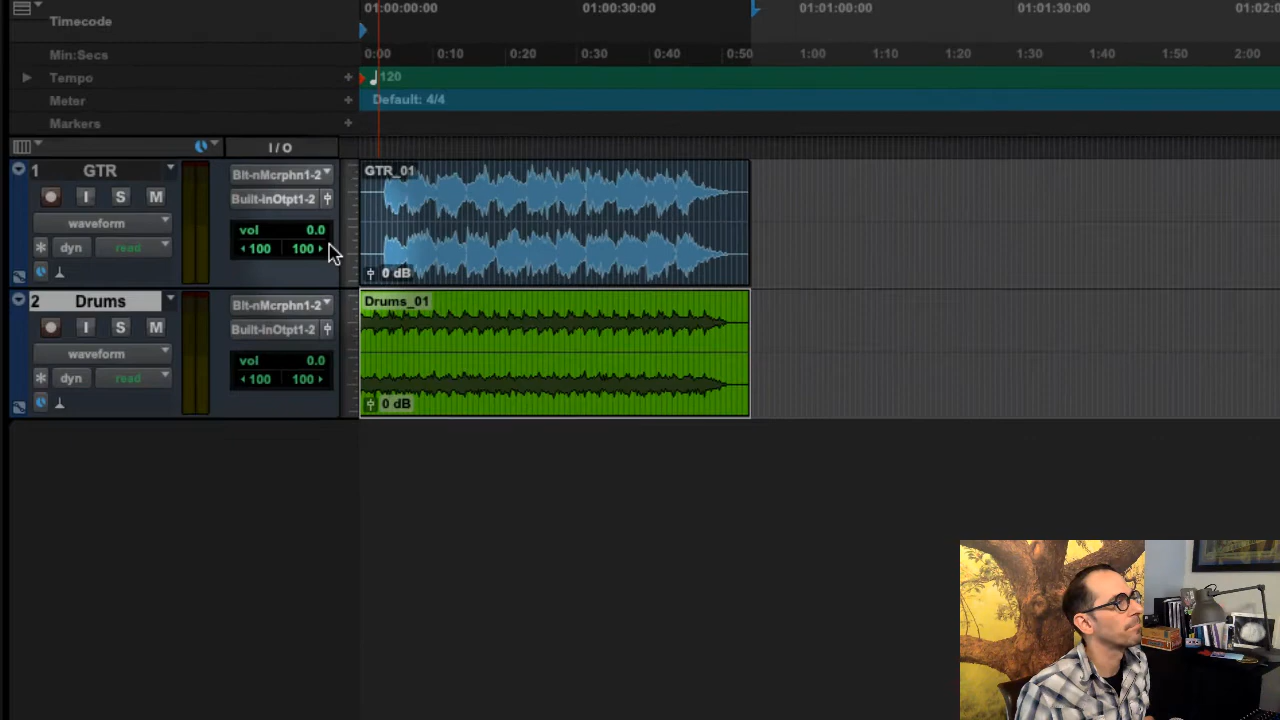 Timecode 01:00:00:00 01:00:30:00 01:01:00:00 01:01:30:00 01:02:
Min:Secs 0:00 0:10 0:20 0:30 0:40 0:50 1:00 1:10 1:20 1:30 1:40 1:50 2:00
Tempo + 120
Meter + Default: 4/4
Markers +
I / O
1 GTR Blt-nMcrphn1-2 GTR_01
I S M Built-inOtpt1-2
waveform vol 0.0
dyn read 100 100
0 dB
2 Drums Blt-nMcrphn1-2 Drums_01
I S M Built-inOtpt1-2
waveform vol 0.0
dyn read 100 100
0 dB